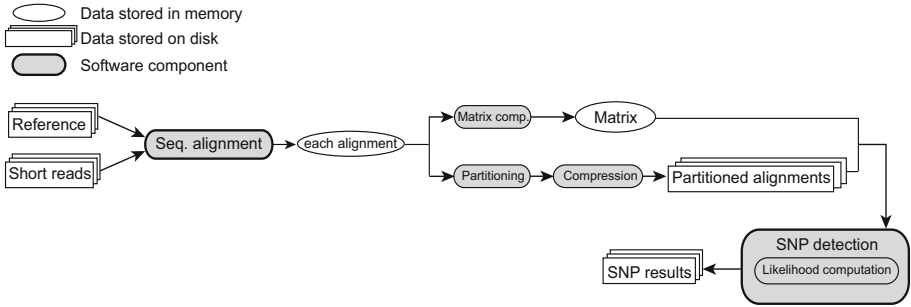 Data stored in memory
Data stored on disk
Software component
Reference
Short reads
Seq. alignment
each alignment
Matrix comp.
Matrix
Partitioning
Compression
Partitioned alignments
SNP detection
Likelihood computation
SNP results